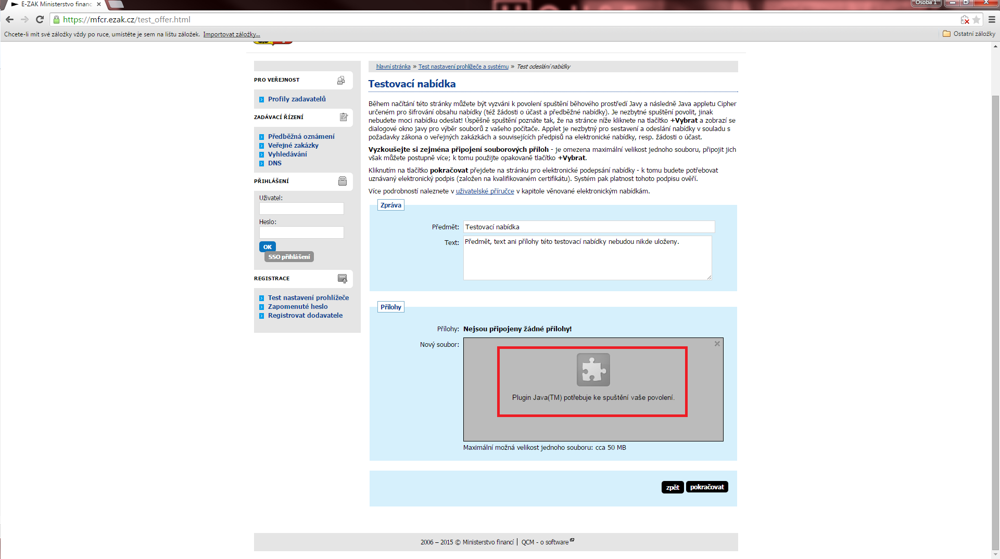 E-ZAK Ministerstvo financ
Osoba 1
https://mfcr.ezak.cz/test_offer.html
Chcete-li mít své záložky vždy po ruce, umístěte je sem na lištu záložek. Importovat záložky...
Ostatní záložky
PRO VEŘEJNOST
Profily zadavatelů
ZADÁVACÍ ŘÍZENÍ
Předběžná oznámení
Veřejné zakázky
Vyhledávání
DNS
PŘIHLÁŠENÍ
Uživatel:
Heslo:
OK
SSO přihlášení
REGISTRACE
Test nastavení prohlížeče
Zapomenuté heslo
Registrovat dodavatele
hlavní stránka » Test nastavení prohlížeče a systému » Test odeslání nabídky
Testovací nabídka
Během načítání této stránky můžete být vyzváni k povolení spuštění běhového prostředí Javy a následně Java appletu Cipher
určeném pro šifrování obsahu nabídky (též žádosti o účast a předběžné nabídky). Je nezbytné spuštění povolit, jinak
nebudete moci nabídku odeslat! Úspěšně spuštění poznáte tak, že na stránce níže kliknete na tlačítko +Vybrat a zobrazí se
dialogové okno javy pro výběr souborů z vašeho počítače. Applet je nezbytný pro sestavení a odeslání nabídky v souladu s
požadavky zákona o veřejných zakázkách a souvisejících předpisů na elektronické nabídky, resp. žádosti o účast.
Vyzkoušejte si zejména připojení souborových příloh - je omezena maximální velikost jednoho souboru, připojit jich
však můžete postupně více; k tomu použijte opakovaně tlačítko +Vybrat.
Kliknutím na tlačítko pokračovat přejdete na stránku pro elektronické podepsání nabídky - k tomu budete potřebovat
uznávaný elektronický podpis (založen na kvalifikovaném certifikátu). Systém pak platnost tohoto podpisu ověří.
Více podrobností naleznete v uživatelské příručce v kapitole věnované elektronickým nabídkám.
Zpráva
Předmět: Testovací nabídka
Text: Předmět, text ani přílohy této testovací nabídky nebudou nikde uloženy.
Přílohy
Přílohy: Nejsou připojeny žádné přílohy!
Nový soubor:
Plugin Java(TM) potřebuje ke spuštění vaše povolení.
Maximální možná velikost jednoho souboru: cca 50 MB
zpět pokračovat
2006 – 2015 © Ministerstvo financí | QCM - o software